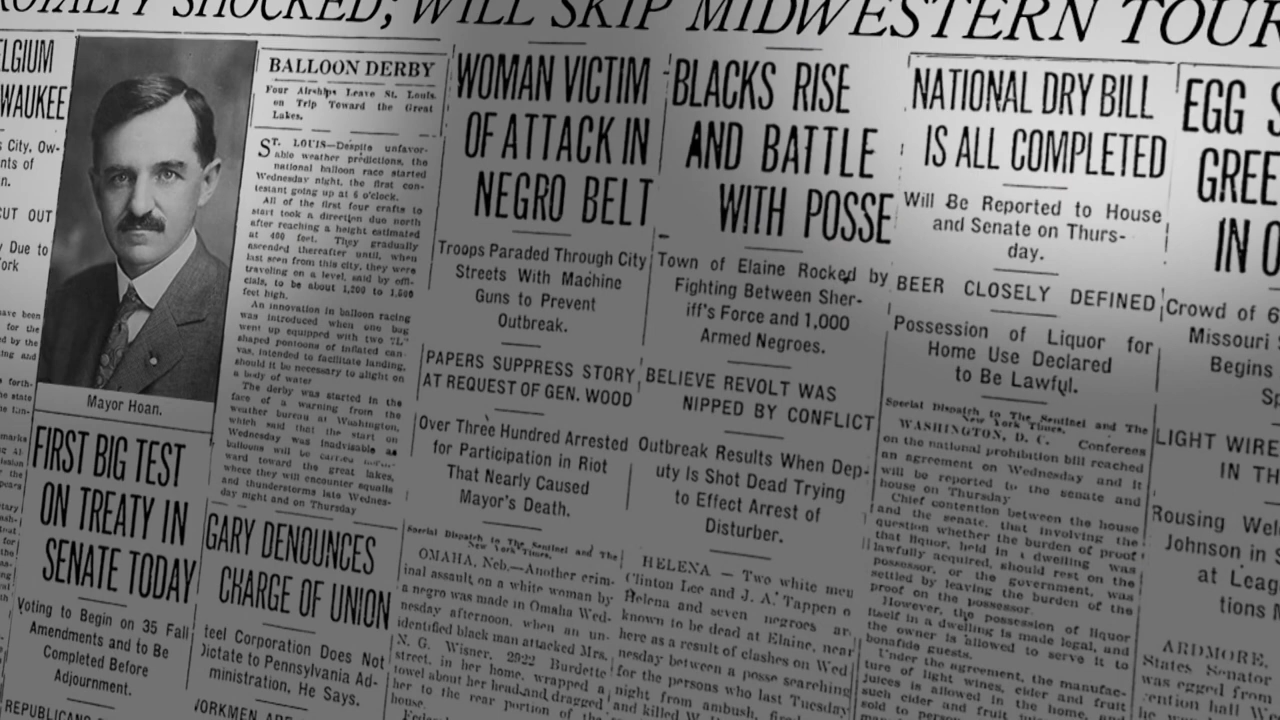 ROYALTY SHOCKED; WILL SKIP MIDWESTERN TOUR
BELGIUM
WAUKEE
City, Ow-
nts of
n.
CUT OUT
Due to
ork
Mayor Hoan.
FIRST BIG TEST
ON TREATY IN
SENATE TODAY
Voting to Begin on 35 Fall
Amendments and to Be
Completed Before
Adjournment.
REPUBLICANS
BALLOON DERBY
Four Airships Leave St. Louis
on Trip Toward the Great
Lakes.
ST. LOUIS—Despite unfavor-
able weather predictions, the
national balloon race started
Wednesday night, the first con-
testant going up at 6 o'clock.
All of the first four crafts to
start took a direction due north
after reaching a height estimated
at 400 feet. They gradually
ascended thereafter until, when
last seen from this city, they were
traveling on a level, said by offi-
cials, to be about 1,200 to 1,500
feet high.
An innovation in balloon racing
was introduced when one bag
went up equipped with two "L"
shaped pontoons of inflated can-
vas, intended to facilitate landing,
should it be necessary to alight on
a body of water
The derby was started in the
face of a warning from the
weather bureau at Washington,
which said that the start on
Wednesday was inadvisable as
balloons will be carried
ward toward the great lakes,
where they will encounter squalls
and thunderstorms late Wednes-
day night and on Thursday
GARY DENOUNCES
CHARGE OF UNION
teel Corporation Does Not
Dictate to Pennsylvania Ad-
ministration, He Says.
WORKMEN ARE
WOMAN VICTIM
OF ATTACK IN
NEGRO BELT
Troops Paraded Through City
Streets With Machine
Guns to Prevent
Outbreak.
PAPERS SUPPRESS STORY
AT REQUEST OF GEN. WOOD
Over Three Hundred Arrested
for Participation in Riot
That Nearly Caused
Mayor's Death.
Special Dispatch to The Sentinel and The
New York Times.
OMAHA, Neb.—Another crim-
inal assault on a white woman by
a negro was made in Omaha Wed-
nesday afternoon, when an un-
identified black man attacked Mrs.
N. G. Wisner, 2922 Burdette
street, in her home, wrapped a
towel about her head and dragged
her to the rear portion of the
house.
BLACKS RISE
AND BATTLE
WITH POSSE
Town of Elaine Rocked by
Fighting Between Sher-
iff's Force and 1,000
Armed Negroes.
BELIEVE REVOLT WAS
NIPPED BY CONFLICT
Outbreak Results When Dep-
uty Is Shot Dead Trying
to Effect Arrest of
Disturber.
HELENA — Two white men
Clinton Lee and J. A. Tappen o
Helena and seven negroes ar
known to be dead at Elaine, near
here as a result of clashes on Wed
nesday between a posse searching
for the persons who last Tuesday
night from ambush,
and killed W.
NATIONAL DRY BILL
IS ALL COMPLETED
Will Be Reported to House
and Senate on Thurs-
day.
BEER CLOSELY DEFINED
Possession of Liquor for
Home Use Declared
to Be Lawful.
Special Dispatch to The Sentinel and The
New York Times.
WASHINGTON, D. C. Conferees
on the national prohibition bill reached
an agreement on Wednesday and it
will be reported to the senate and
house on Thursday
Chief contention between the house
and the senate, that involving the
question whether the burden of proof
that liquor, held in a dwelling was
lawfully acquired, should rest on the
possessor, or the government, was
settled by leaving the burden of the
proof on the possessor.
However, the possession of liquor
itself in a dwelling is made legal, and
the owner is allowed to serve it to
bonafide guests.
Under the agreement, the manufac-
ture of light wines, cider and fruit
juices is allowed in the home, and
such cider and fruit
sold to
EGG S
GREE
IN O
Crowd of 6
Missouri
Begins
Sp
LIGHT WIRE
IN TH
Rousing Wel
Johnson in S
at Leag
tions M
ARDMORE,
States Senator
was egged from
vention hall